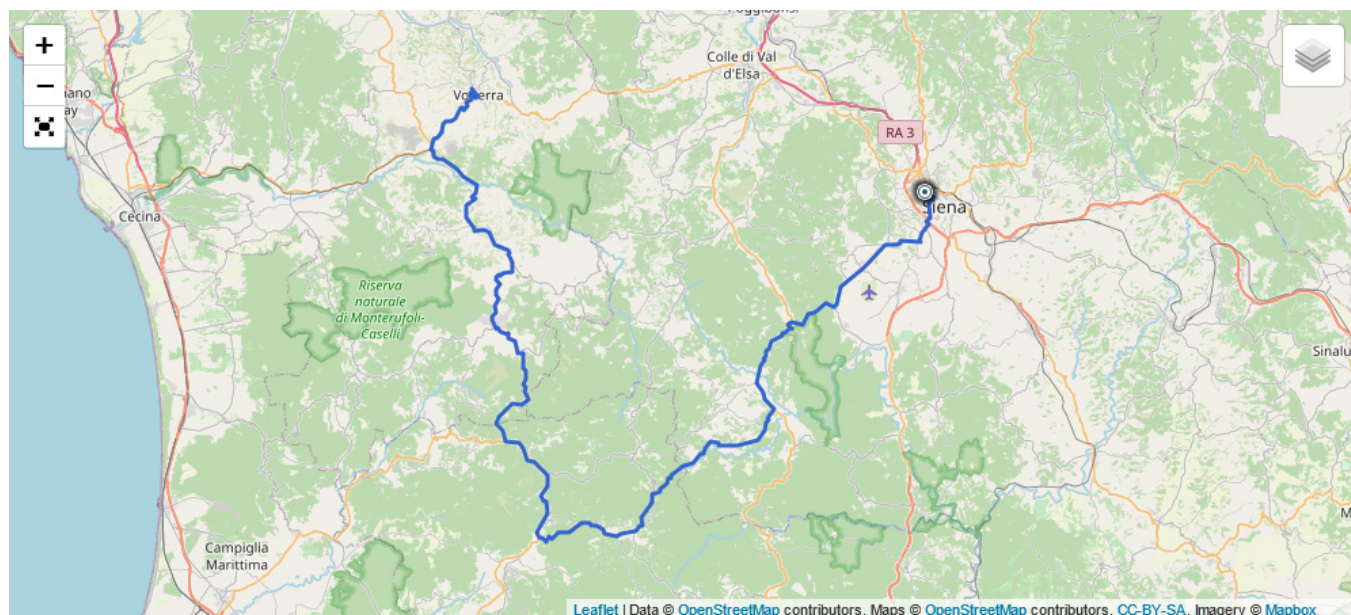 +
−
Colle di Val
d'Elsa
RA 3
Siena
Cecina
Riserva
naturale
di Monterufoli-
Caselli
Sinalu
Campiglia
Marittima
M
Leaflet | Data © OpenStreetMap contributors, Maps © OpenStreetMap contributors, CC-BY-SA, Imagery © Mapbox